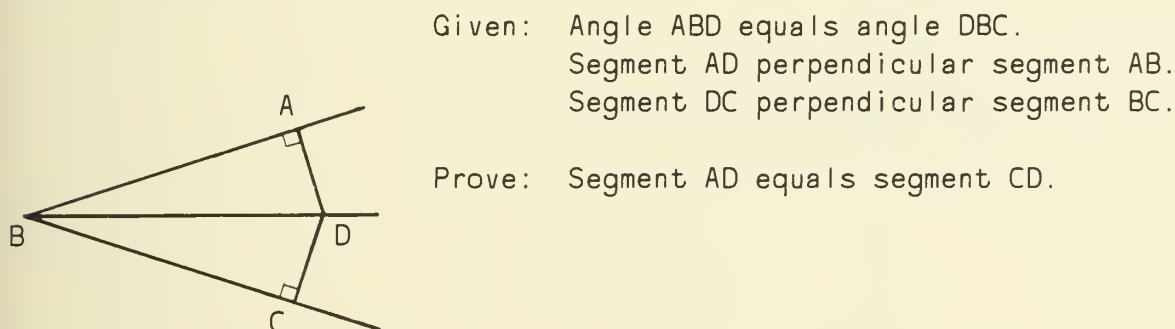 Given: Angle ABD equals angle DBC.
Segment AD perpendicular segment AB.
Segment DC perpendicular segment BC.
Prove: Segment AD equals segment CD.
A
B
D
C